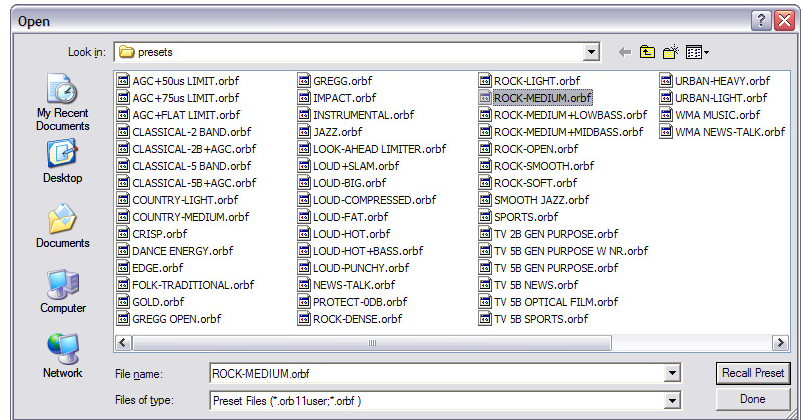 Open
Look in:
presets
My Recent
Documents
Desktop
Documents
Computer
Network
AGC+50us LIMIT.orbf
AGC+75us LIMIT.orbf
AGC+FLAT LIMIT.orbf
CLASSICAL-2 BAND.orbf
CLASSICAL-2B+AGC.orbf
CLASSICAL-5 BAND.orbf
CLASSICAL-5B+AGC.orbf
COUNTRY-LIGHT.orbf
COUNTRY-MEDIUM.orbf
CRISP.orbf
DANCE ENERGY.orbf
EDGE.orbf
FOLK-TRADITIONAL.orbf
GOLD.orbf
GREGG OPEN.orbf
GREGG.orbf
IMPACT.orbf
INSTRUMENTAL.orbf
JAZZ.orbf
LOOK-AHEAD LIMITER.orbf
LOUD+SLAM.orbf
LOUD-BIG.orbf
LOUD-COMPRESSED.orbf
LOUD-FAT.orbf
LOUD-HOT.orbf
LOUD-HOT+BASS.orbf
LOUD-PUNCHY.orbf
NEWS-TALK.orbf
PROTECT-0DB.orbf
ROCK-DENSE.orbf
ROCK-LIGHT.orbf
ROCK-MEDIUM.orbf
ROCK-MEDIUM+LOWBASS.orbf
ROCK-MEDIUM+MIDBASS.orbf
ROCK-OPEN.orbf
ROCK-SMOOTH.orbf
ROCK-SOFT.orbf
SMOOTH JAZZ.orbf
SPORTS.orbf
TV 2B GEN PURPOSE.orbf
TV 5B GEN PURPOSE W NR.orbf
TV 5B GEN PURPOSE.orbf
TV 5B NEWS.orbf
TV 5B OPTICAL FILM.orbf
TV 5B SPORTS.orbf
URBAN-HEAVY.orbf
URBAN-LIGHT.orbf
WMA MUSIC.orbf
WMA NEWS-TALK.orbf
File name:
ROCK-MEDIUM.orbf
Recall Preset
Files of type:
Preset Files (*.orb11user;*.orbf )
Done